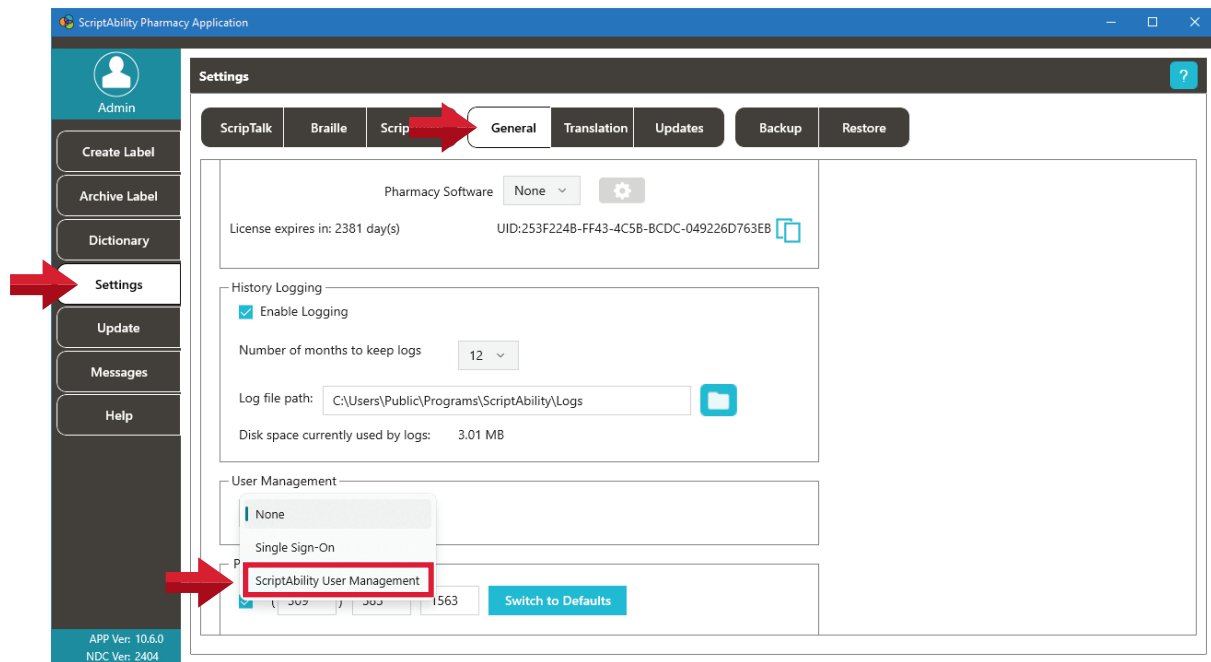 ScriptAbility Pharmacy Application
Admin
Create Label
Archive Label
Dictionary
Settings
Update
Messages
Help
APP Ver: 10.6.0
NDC Ver: 2404
Settings
?
ScripTalk Braille Scrip General Translation Updates Backup Restore
Pharmacy Software None
License expires in: 2381 day(s) UID:253F224B-FF43-4C5B-BCDC-049226D763EB
History Logging
Enable Logging
Number of months to keep logs 12
Log file path: C:\Users\Public\Programs\ScriptAbility\Logs
Disk space currently used by logs: 3.01 MB
User Management
None
Single Sign-On
P
ScriptAbility User Management
( ) 1563 Switch to Defaults